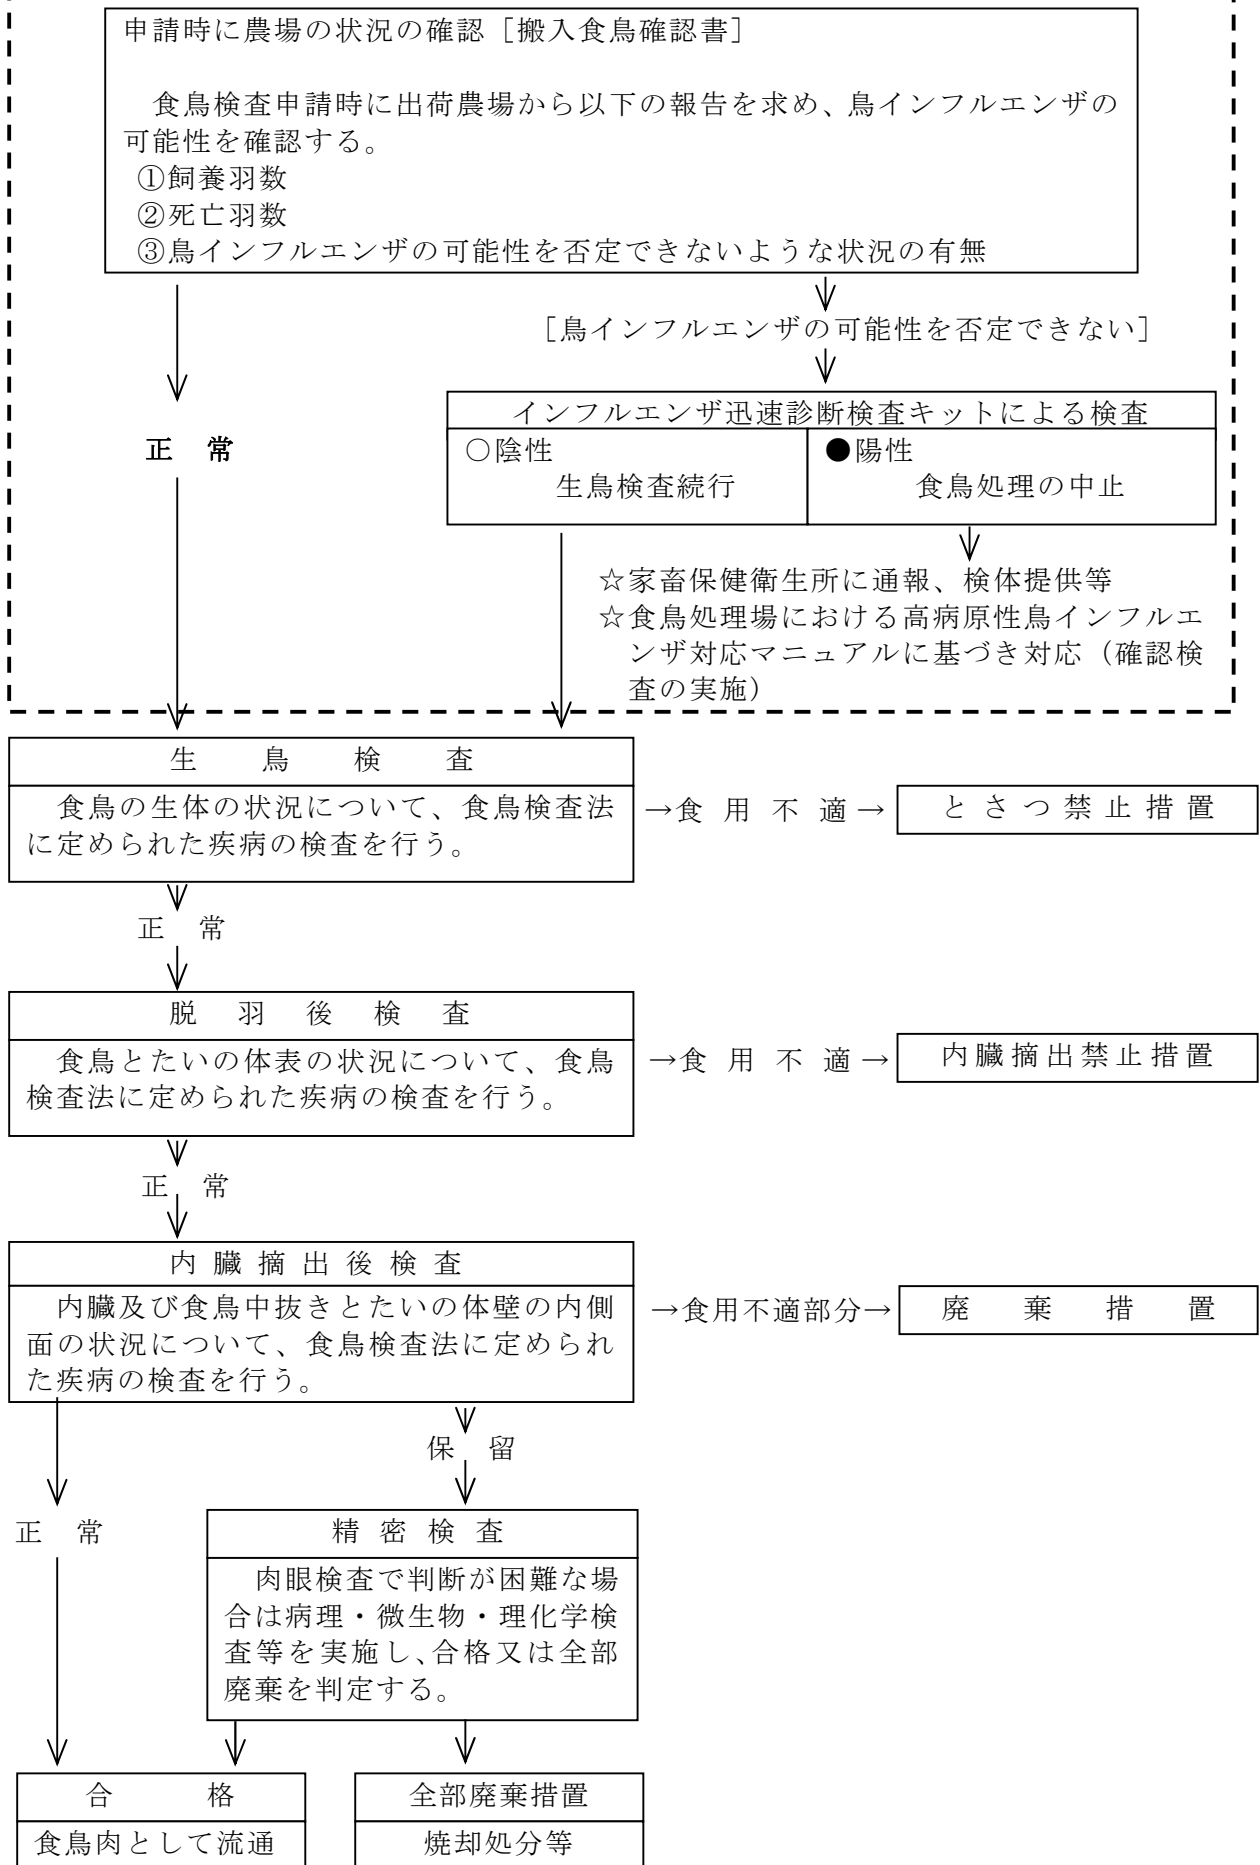 申請時に農場の状況の確認［搬入食鳥確認書］
食鳥検査申請時に出荷農場から以下の報告を求め、鳥インフルエンザの
可能性を確認する。
①飼養羽数
②死亡羽数
③鳥インフルエンザの可能性を否定できないような状況の有無
［鳥インフルエンザの可能性を否定できない］
インフルエンザ迅速診断検査キットによる検査
正　常
○陰性
生鳥検査続行
●陽性
食鳥処理の中止
☆家畜保健衛生所に通報、検体提供等
☆食鳥処理場における高病原性鳥インフルエ
ンザ対応マニュアルに基づき対応（確認検
査の実施）
生　鳥　検　査
食鳥の生体の状況について、食鳥検査法
に定められた疾病の検査を行う。
→食用不適→
とさつ禁止措置
正　常
脱羽後検査
食鳥とたいの体表の状況について、食鳥
検査法に定められた疾病の検査を行う。
→食用不適→
内臓摘出禁止措置
正　常
内臓摘出後検査
内臓及び食鳥中抜きとたいの体壁の内側
面の状況について、食鳥検査法に定められ
た疾病の検査を行う。
→食用不適部分→
廃　棄　措　置
保　留
正　常
精密検査
肉眼検査で判断が困難な場
合は病理・微生物・理化学検
査等を実施し、合格又は全部
廃棄を判定する。
合　格
食鳥肉として流通
全部廃棄措置
焼却処分等